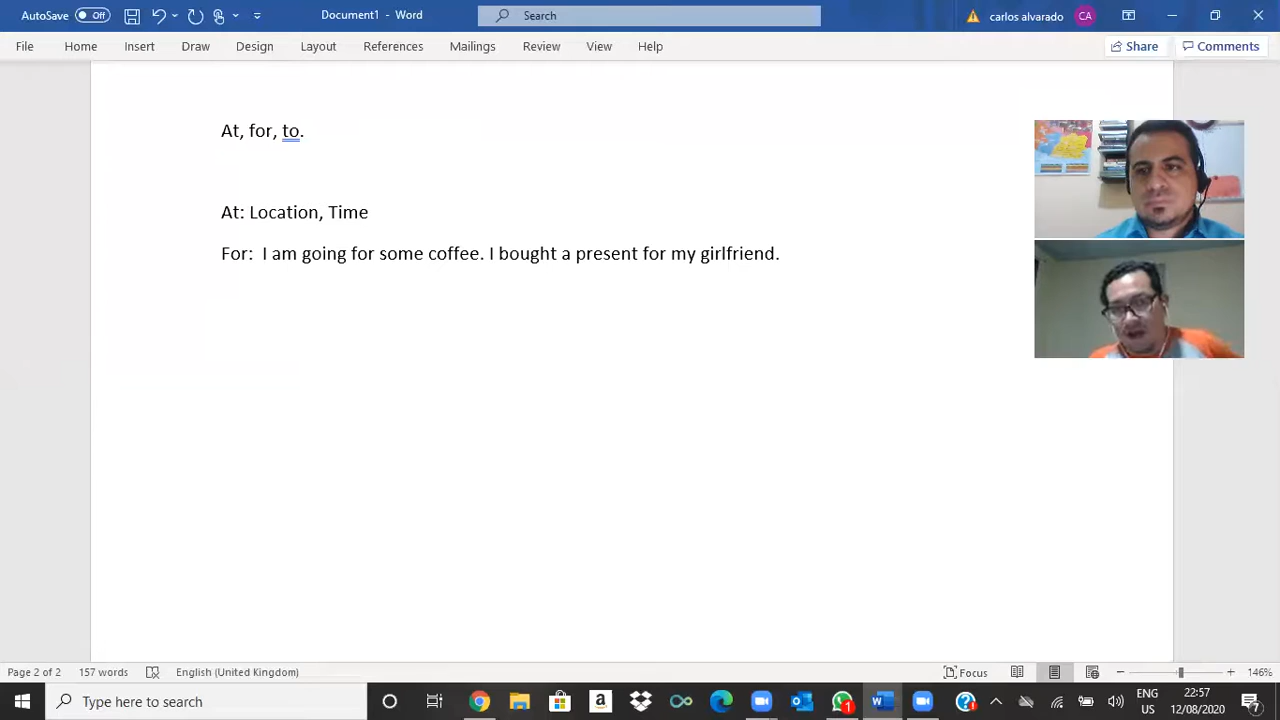 AutoSave Off Document1 - Word Search carlos alvarado CA
File Home Insert Draw Design Layout References Mailings Review View Help Share Comments
At, for, to.
At: Location, Time
For:  I am going for some coffee. I bought a present for my girlfriend.
Page 2 of 2 157 words English (United Kingdom) Focus 146%
Type here to search a 1 ENG 22:57
US 12/08/2020 7